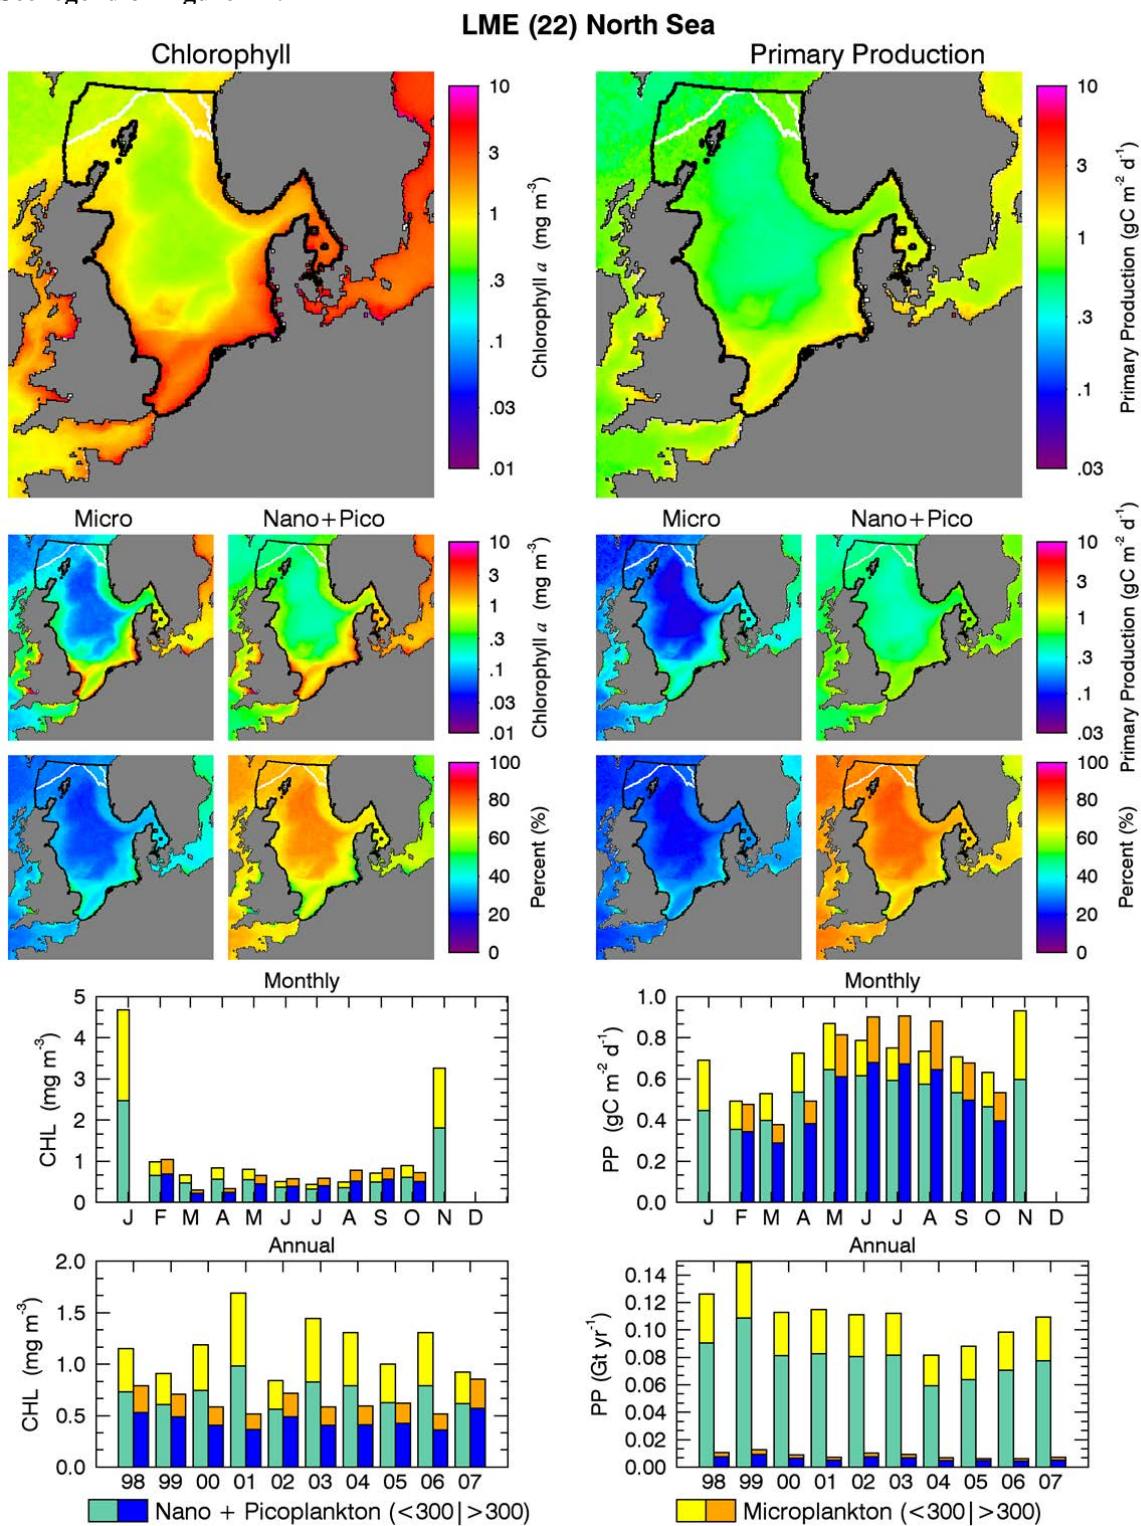 LME (22) North Sea
Chlorophyll
Primary Production
10
3
1
.3
.1
.03
.01
Chlorophyll a (mg m-3)
10
3
1
.3
.1
.03
Primary Production (gC m-2 d-1)
Micro
Nano+Pico
10
3
1
.3
.1
.03
.01
Chlorophyll a (mg m-3)
Micro
Nano+Pico
10
3
1
.3
.1
.03
Primary Production (gC m-2 d-1)
100
80
60
40
20
0
Percent (%)
100
80
60
40
20
0
Percent (%)
Monthly
5
4
3
2
1
0
CHL (mg m-3)
J F M A M J J A S O N D
Monthly
1.0
0.8
0.6
0.4
0.2
0.0
PP (gC m-2 d-1)
J F M A M J J A S O N D
Annual
2.0
1.5
1.0
0.5
0.0
CHL (mg m-3)
98 99 00 01 02 03 04 05 06 07
Annual
0.14
0.12
0.10
0.08
0.06
0.04
0.02
0.00
PP (Gt yr-1)
98 99 00 01 02 03 04 05 06 07
Nano + Picoplankton (<300|>300)
Microplankton (<300|>300)